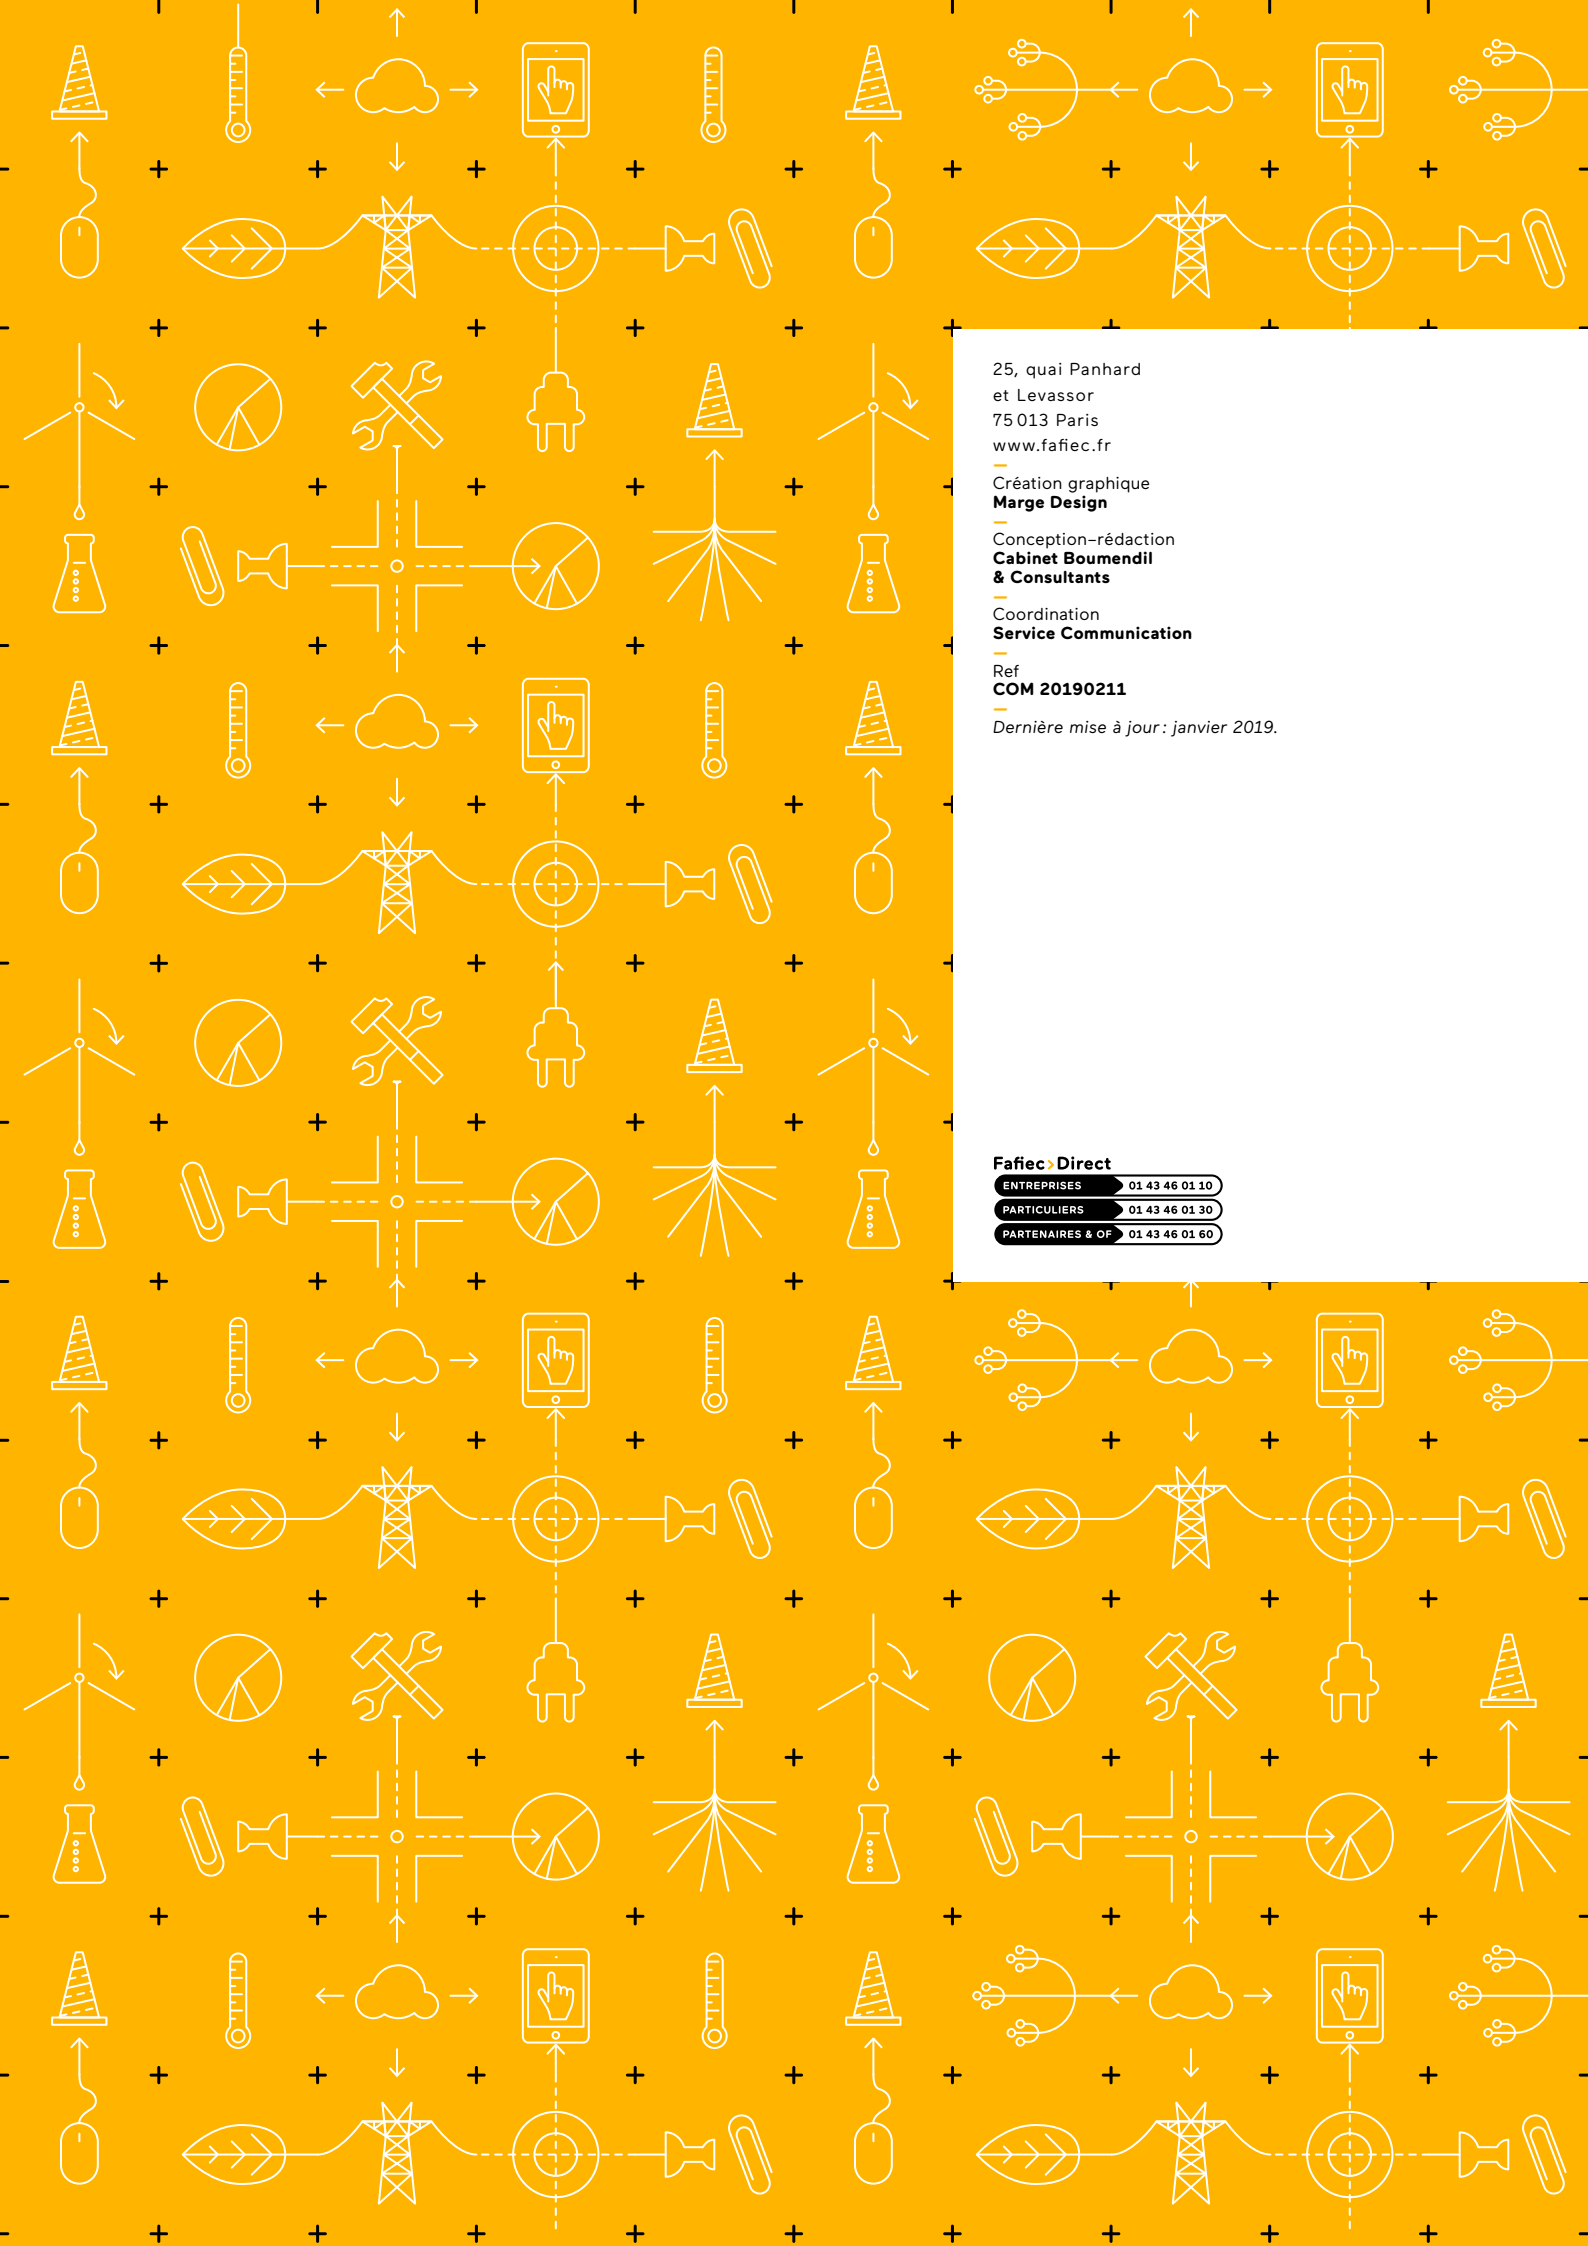 25, quai Panhard
et Levassor
75 013 Paris
www.fafiec.fr
Création graphique
Marge Design
Conception–rédaction
Cabinet Boumendil
& Consultants
Coordination
Service Communication
Ref
COM 20190211
Dernière mise à jour : janvier 2019.
Fafiec>Direct
ENTREPRISES 01 43 46 01 10
PARTICULIERS 01 43 46 01 30
PARTENAIRES & OF 01 43 46 01 60